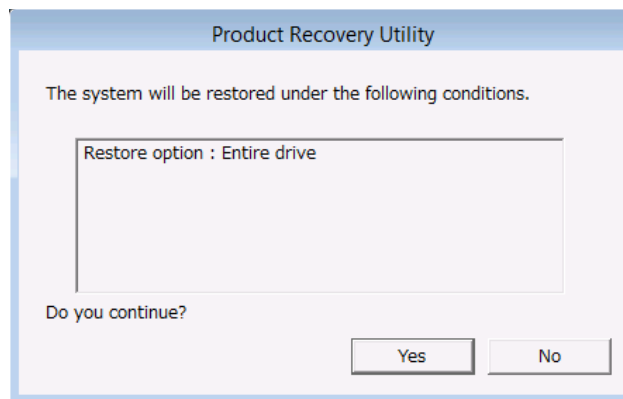 Product Recovery Utility
The system will be restored under the following conditions.
Restore option : Entire drive
Do you continue?
Yes
No